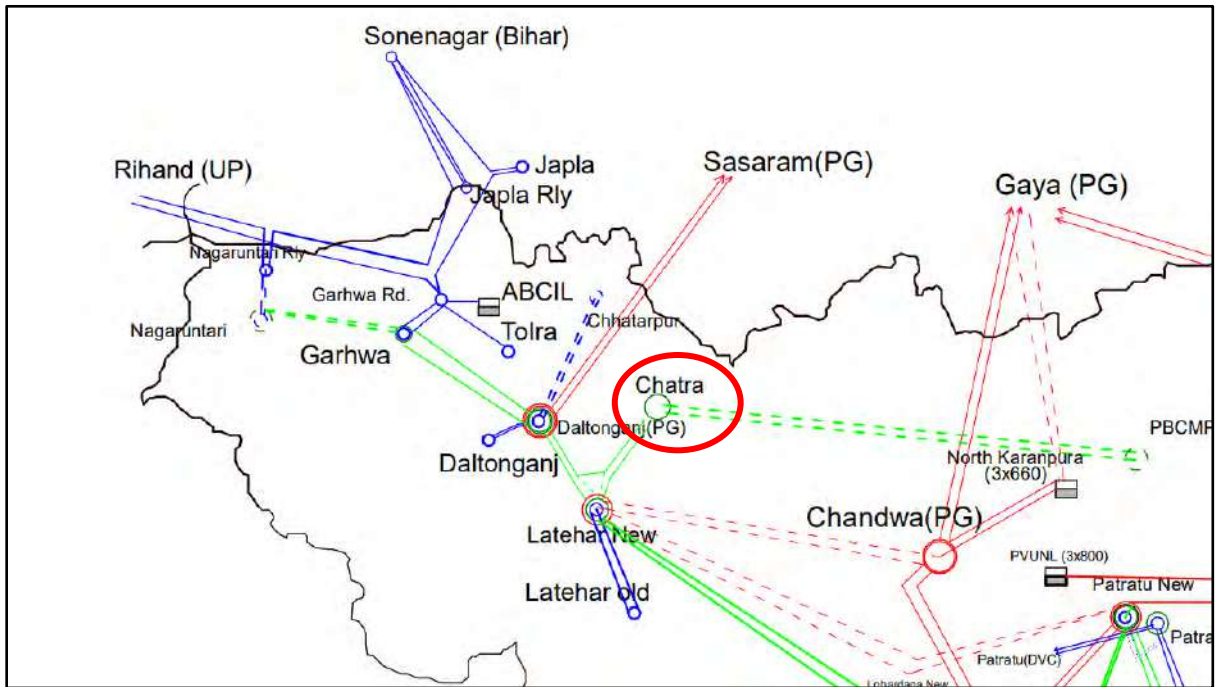 Sonenagar (Bihar)
Rihand (UP)
Japla
Japla Rly
Sasaram(PG)
Gaya (PG)
Nagaruntari Rly
Garhwa Rd.
ABCIL
Nagaruntari
Tolra
Chhatarpur
Garhwa
Chatra
Daltonganj(PG)
PBCMP
Daltonganj
North Karanpura
(3x660)
Latehar New
Chandwa(PG)
PVUNL (3x800)
Latehar old
Patratu New
Patra
Patratu(DVC)
Lohardaga New